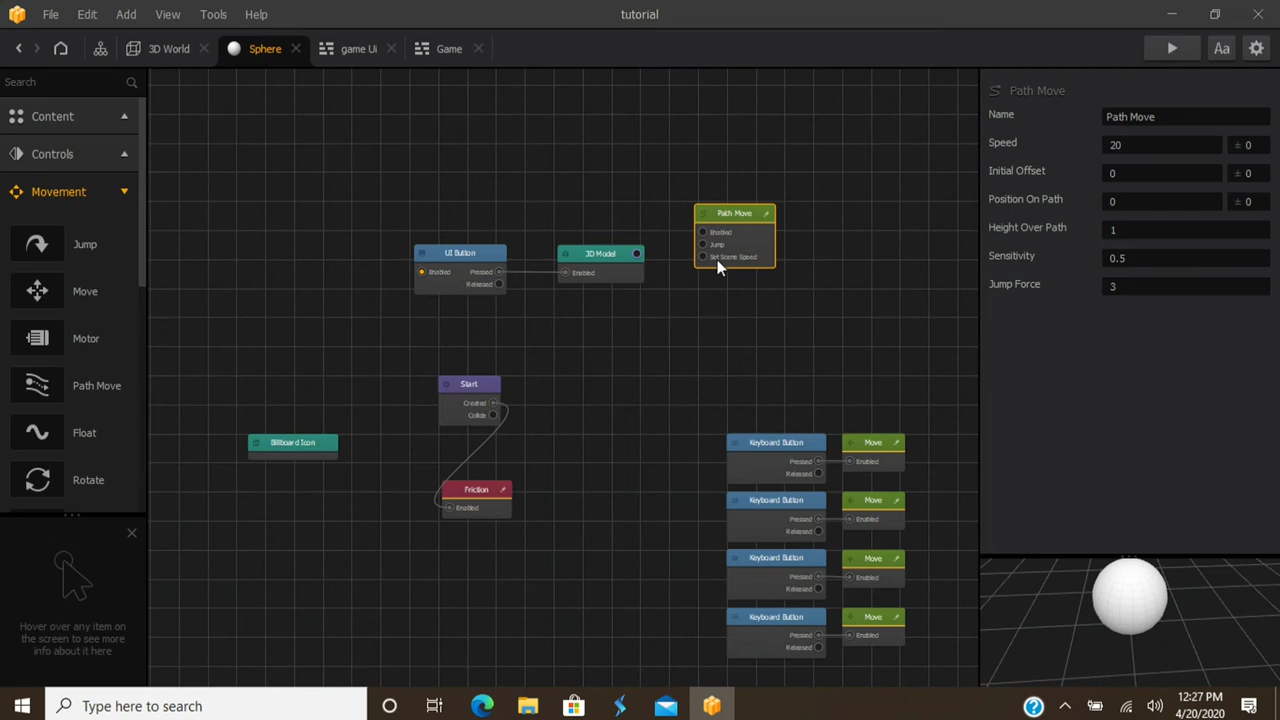 File Edit Add View Tools Help
tutorial
3D World
Sphere
game Ui
Game
Aa
Search
Content
Controls
Movement
Jump
Move
Motor
Path Move
Float
Rotate
Hover over any item on
the screen to see more
info about it here
UI Button
Enabled Pressed
Released
3D Model
Enabled
Path Move
Enabled
Jump
Set Scene Speed
Start
Created
Collide
Billboard Icon
Friction
Enabled
Keyboard Button
Pressed
Released
Move
Enabled
Keyboard Button
Pressed
Released
Move
Enabled
Keyboard Button
Pressed
Released
Move
Enabled
Keyboard Button
Pressed
Released
Move
Enabled
Path Move
Name Path Move
Speed 20 ± 0
Initial Offset 0 ± 0
Position On Path 0 ± 0
Height Over Path 1
Sensitivity 0.5
Jump Force 3
Type here to search
12:27 PM
4/20/2020